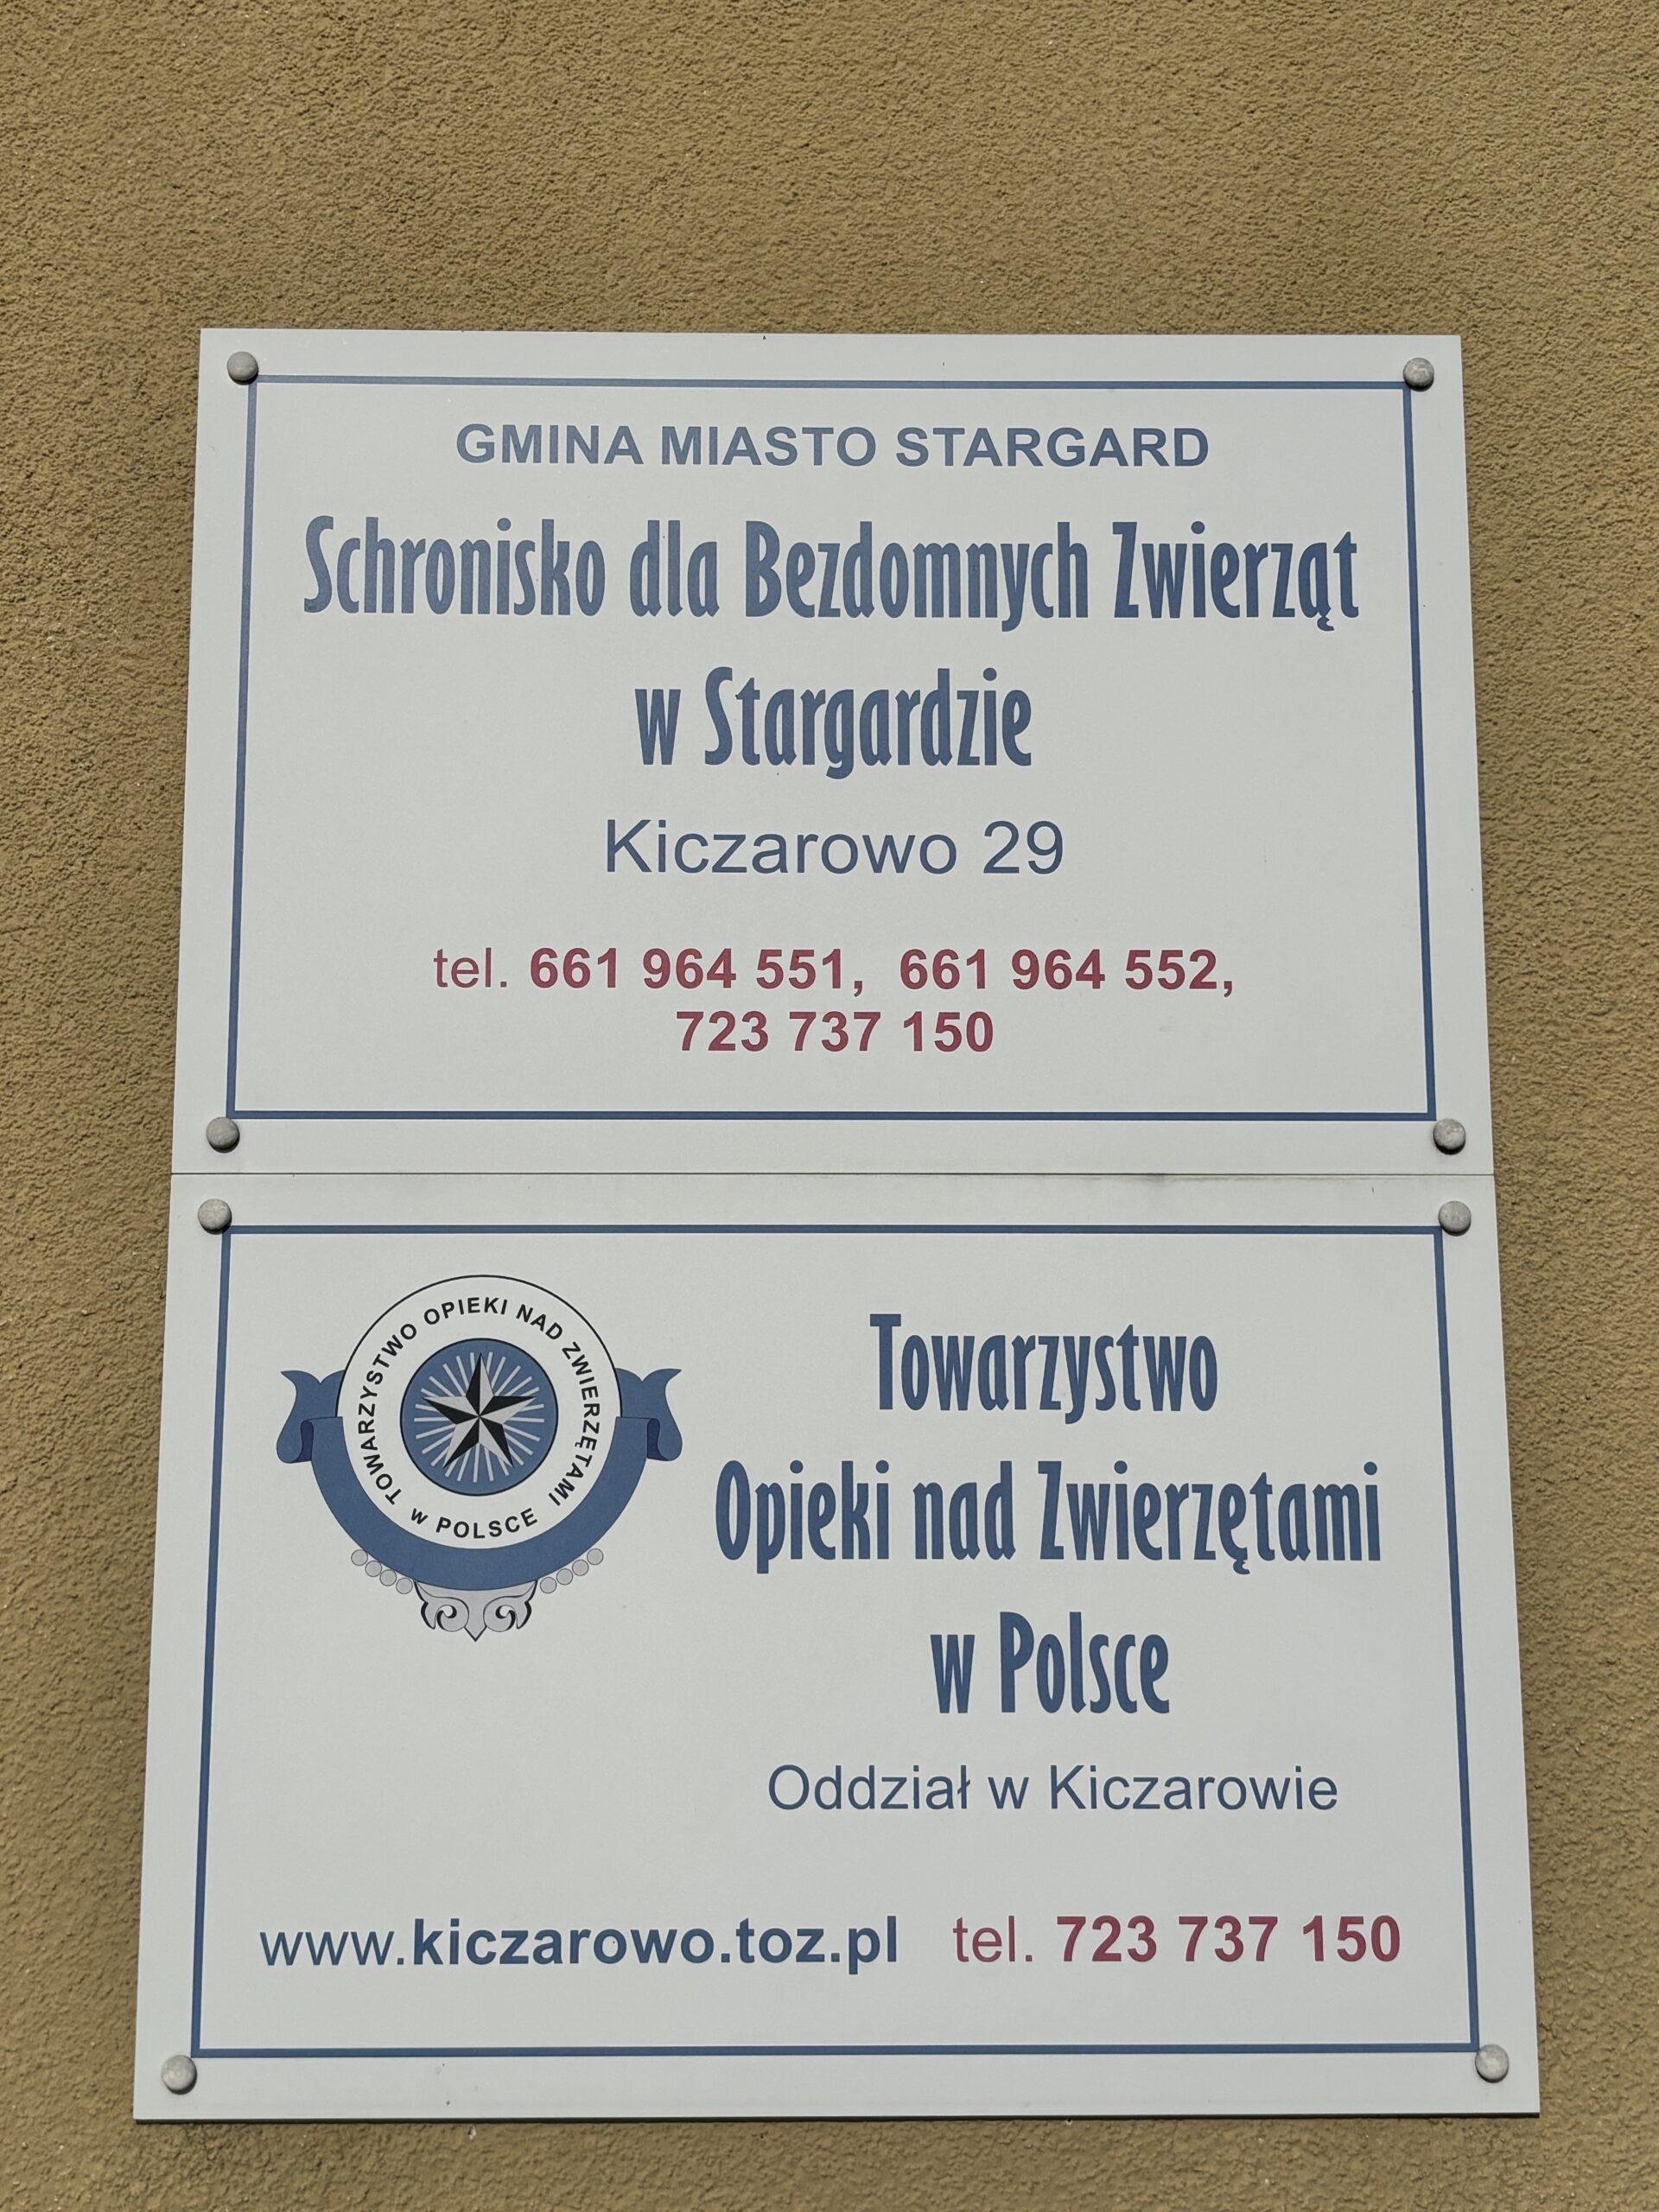 GMINA MIASTO STARGARD
Schronisko dla Bezdomnych Zwierząt
w Stargardzie
Kiczarowo 29
tel. 661 964 551, 661 964 552,
723 737 150
TOWARZYSTWO OPIEKI NAD ZWIERZĘTAMI
w POLSCE
Towarzystwo
Opieki nad Zwierzętami
w Polsce
Oddział w Kiczarowie
www.kiczarowo.toz.pl tel. 723 737 150